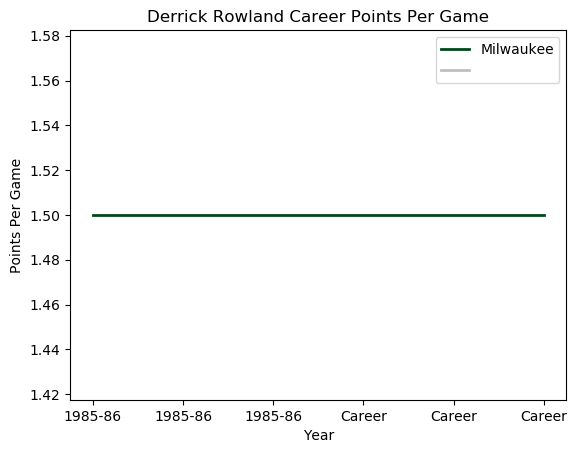 Derrick Rowland Career Points Per Game
Milwaukee
Points Per Game
1.58
1.56
1.54
1.52
1.50
1.48
1.46
1.44
1.42
1985-86 1985-86 1985-86 Career Career Career
Year